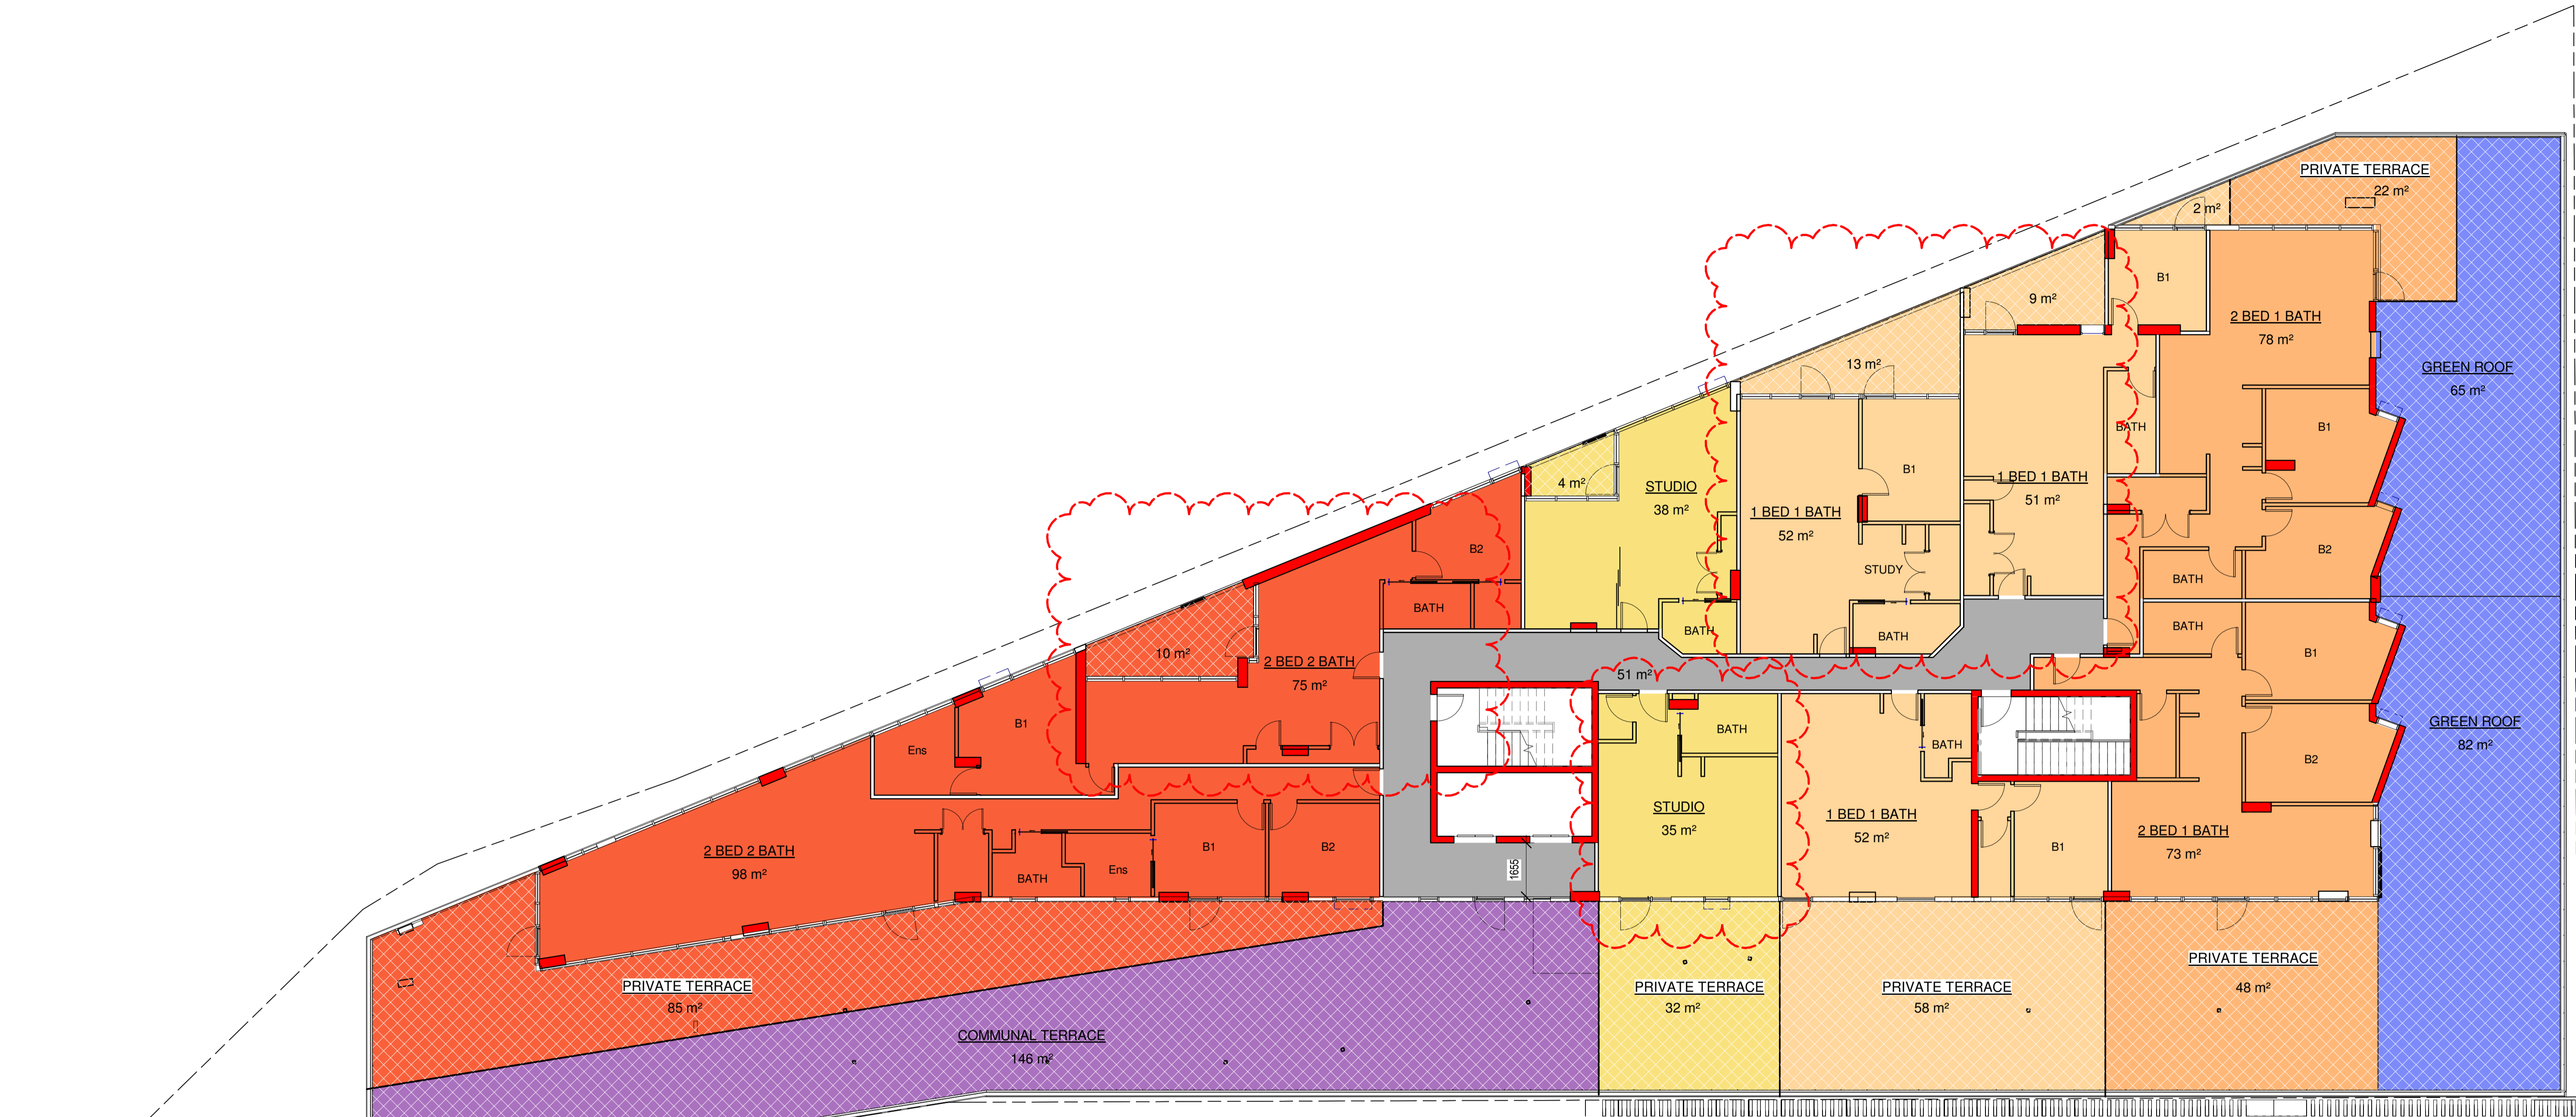 PRIVATE TERRACE
22 m²
2 m²
B1
9 m²
2 BED 1 BATH
78 m²
13 m²
GREEN ROOF
65 m²
BATH
B1
B1
1 BED 1 BATH
51 m²
4 m²
STUDIO
38 m²
1 BED 1 BATH
52 m²
B2
B2
STUDY
BATH
BATH
BATH
BATH
BATH
10 m²
2 BED 2 BATH
75 m²
51 m²
B1
B1
Ens
BATH
BATH
GREEN ROOF
82 m²
B2
STUDIO
35 m²
1 BED 1 BATH
52 m²
2 BED 1 BATH
73 m²
2 BED 2 BATH
98 m²
B1
B2
B1
BATH
Ens
1655
PRIVATE TERRACE
85 m²
PRIVATE TERRACE
32 m²
PRIVATE TERRACE
58 m²
PRIVATE TERRACE
48 m²
COMMUNAL TERRACE
146 m²